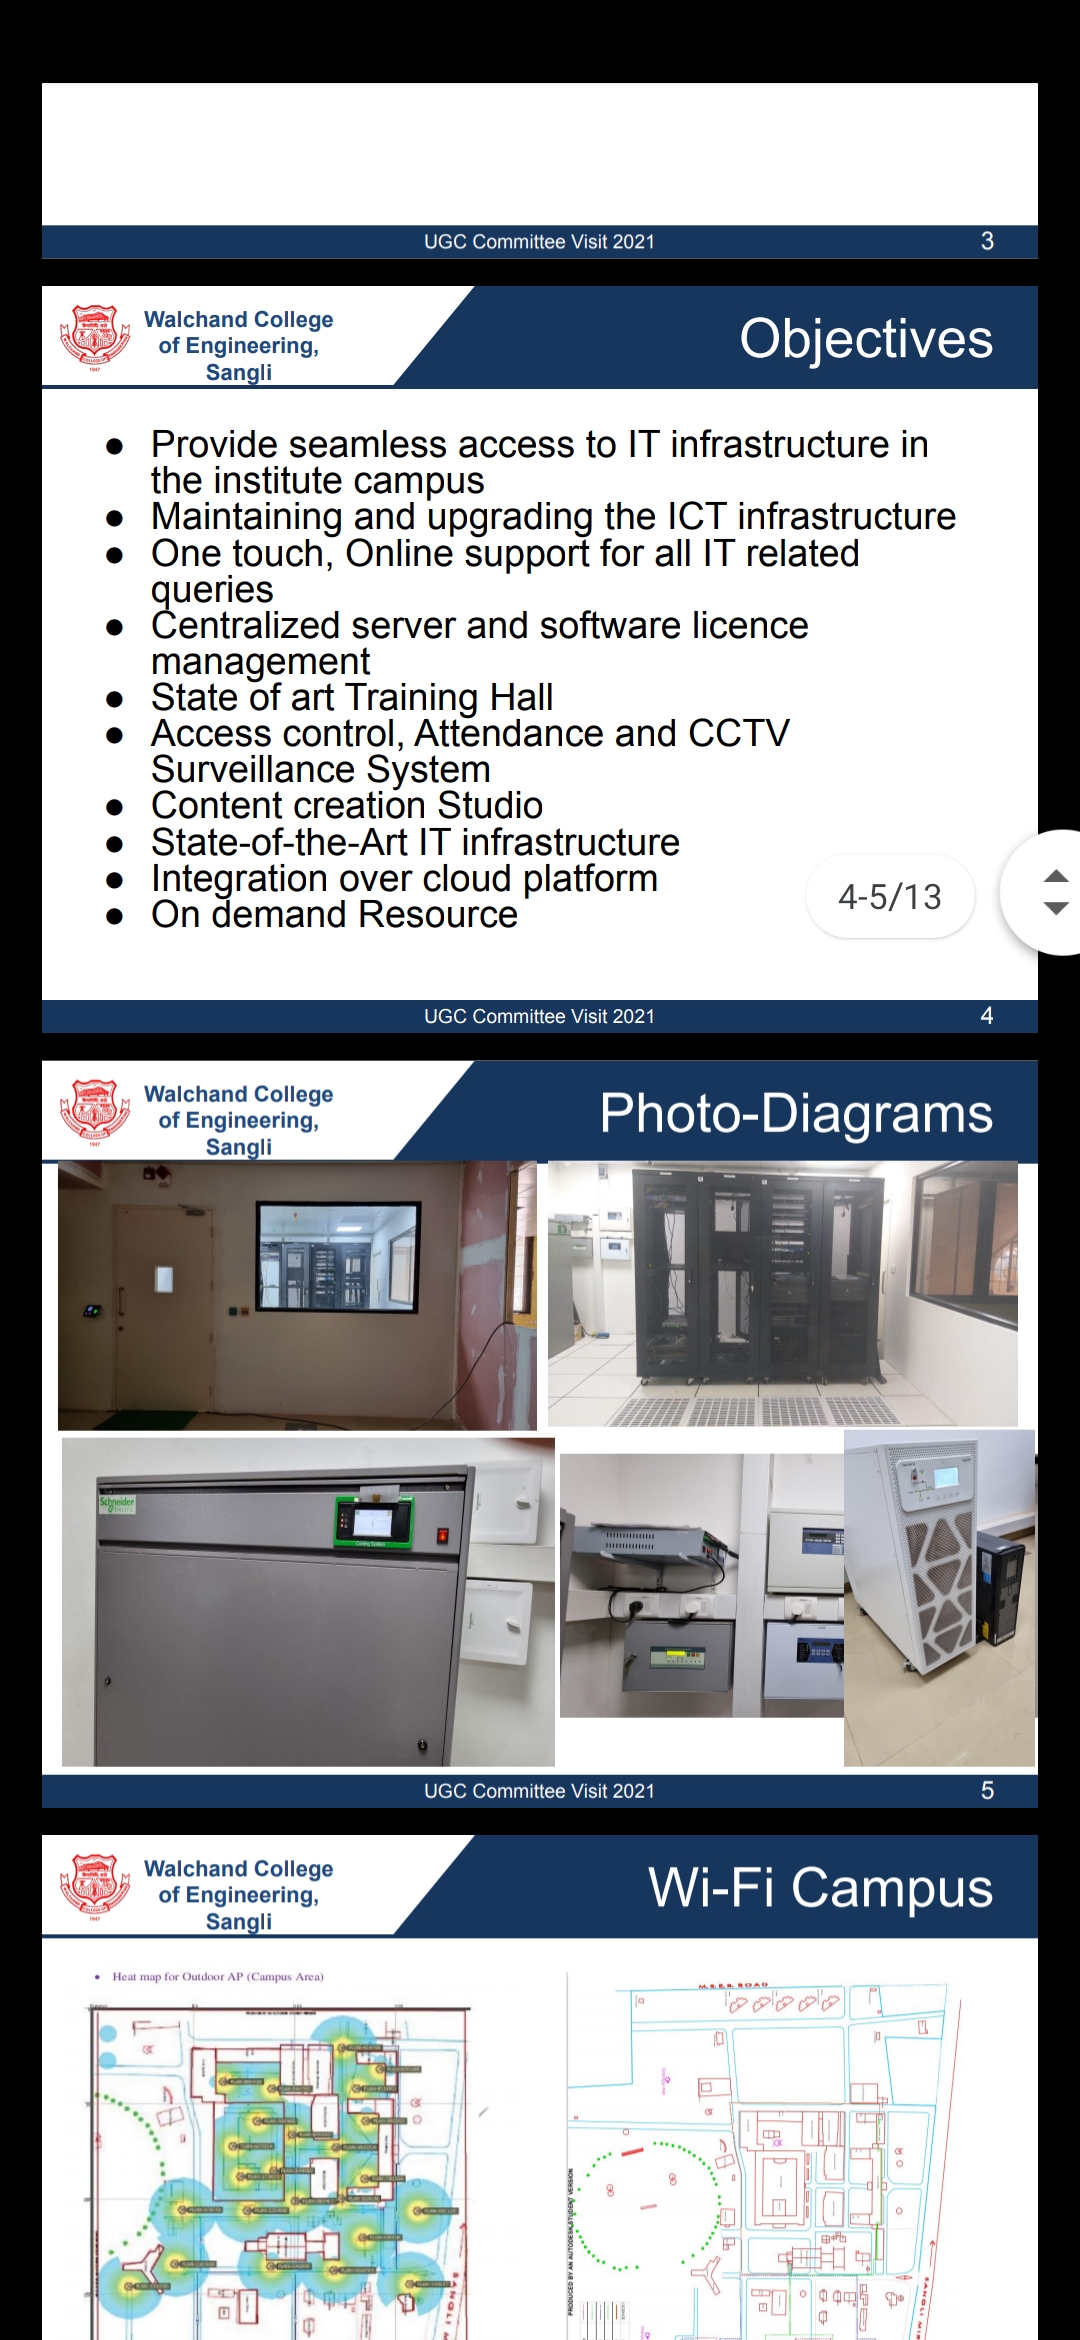 UGC Committee Visit 2021
3
Walchand College
of Engineering,
Sangli
Objectives
● Provide seamless access to IT infrastructure in
the institute campus
● Maintaining and upgrading the ICT infrastructure
● One touch, Online support for all IT related
queries
● Centralized server and software licence
management
● State of art Training Hall
● Access control, Attendance and CCTV
Surveillance System
● Content creation Studio
● State-of-the-Art IT infrastructure
● Integration over cloud platform
● On demand Resource
4-5/13
UGC Committee Visit 2021
4
Walchand College
of Engineering,
Sangli
Photo-Diagrams
Schneider
Electric
Cooling System
UGC Committee Visit 2021
5
Walchand College
of Engineering,
Sangli
Wi-Fi Campus
• Heat map for Outdoor AP (Campus Area)
M.S.E.B. ROAD
PRODUCED BY AN AUTODESK STUDENT VERSION
SANGLI
SANGLI